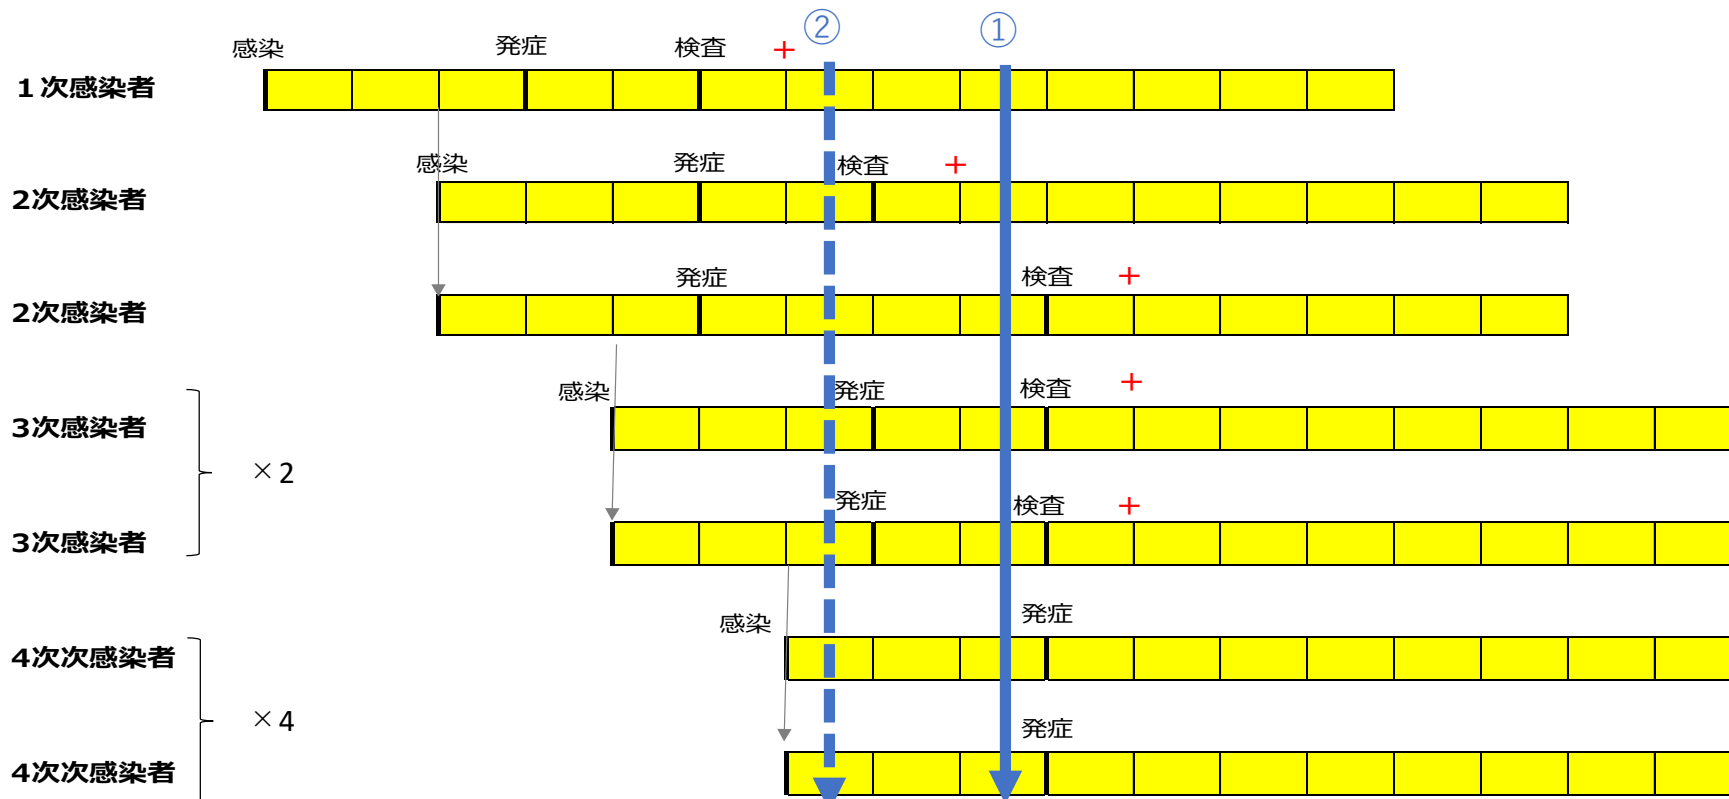 ② ①
感染 発症 検査 +
１次感染者
感染 発症 検査 +
2次感染者
発症 検査 +
2次感染者
感染 発症 検査 +
3次感染者
×2
発症 検査 +
3次感染者
感染 発症
4次次感染者
×4
発症
4次次感染者